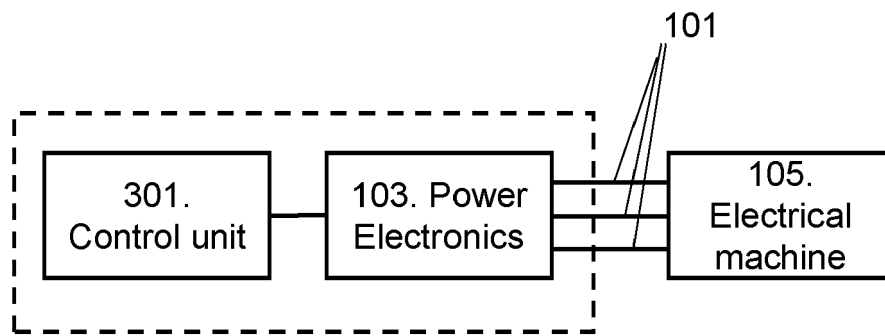 101
301.
Control unit
103. Power
Electronics
105.
Electrical
machine